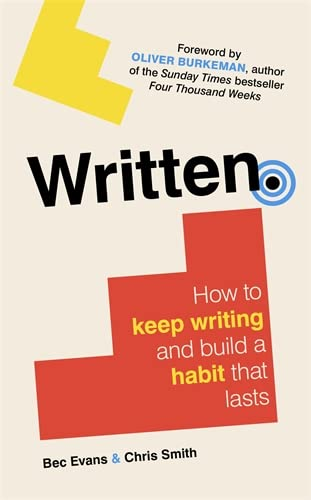 Foreword by
OLIVER BURKEMAN, author
of the Sunday Times bestseller
Four Thousand Weeks
Written.
How to
keep writing
and build a
habit that
lasts
Bec Evans & Chris Smith